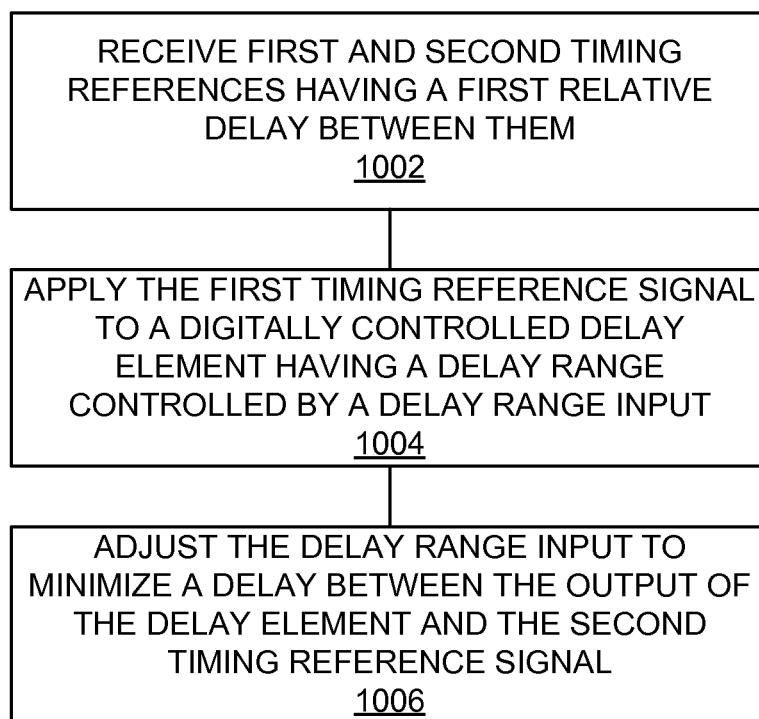 RECEIVE FIRST AND SECOND TIMING
REFERENCES HAVING A FIRST RELATIVE
DELAY BETWEEN THEM
1002
APPLY THE FIRST TIMING REFERENCE SIGNAL
TO A DIGITALLY CONTROLLED DELAY
ELEMENT HAVING A DELAY RANGE
CONTROLLED BY A DELAY RANGE INPUT
1004
ADJUST THE DELAY RANGE INPUT TO
MINIMIZE A DELAY BETWEEN THE OUTPUT OF
THE DELAY ELEMENT AND THE SECOND
TIMING REFERENCE SIGNAL
1006